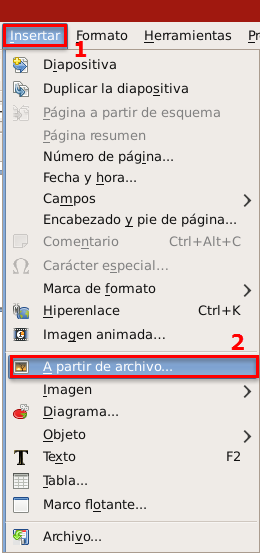 Insertar Formato Herramientas
1
Diapositiva
Duplicar la diapositiva
Página a partir de esquema
Página resumen
Número de página...
Fecha y hora...
Campos
Encabezado y pie de página...
Comentario Ctrl+Alt+C
Carácter especial...
Marca de formato
Hiperenlace Ctrl+K
Imagen animada...
2
A partir de archivo...
Imagen
Diagrama...
Objeto
Texto F2
Tabla...
Marco flotante...
Archivo...